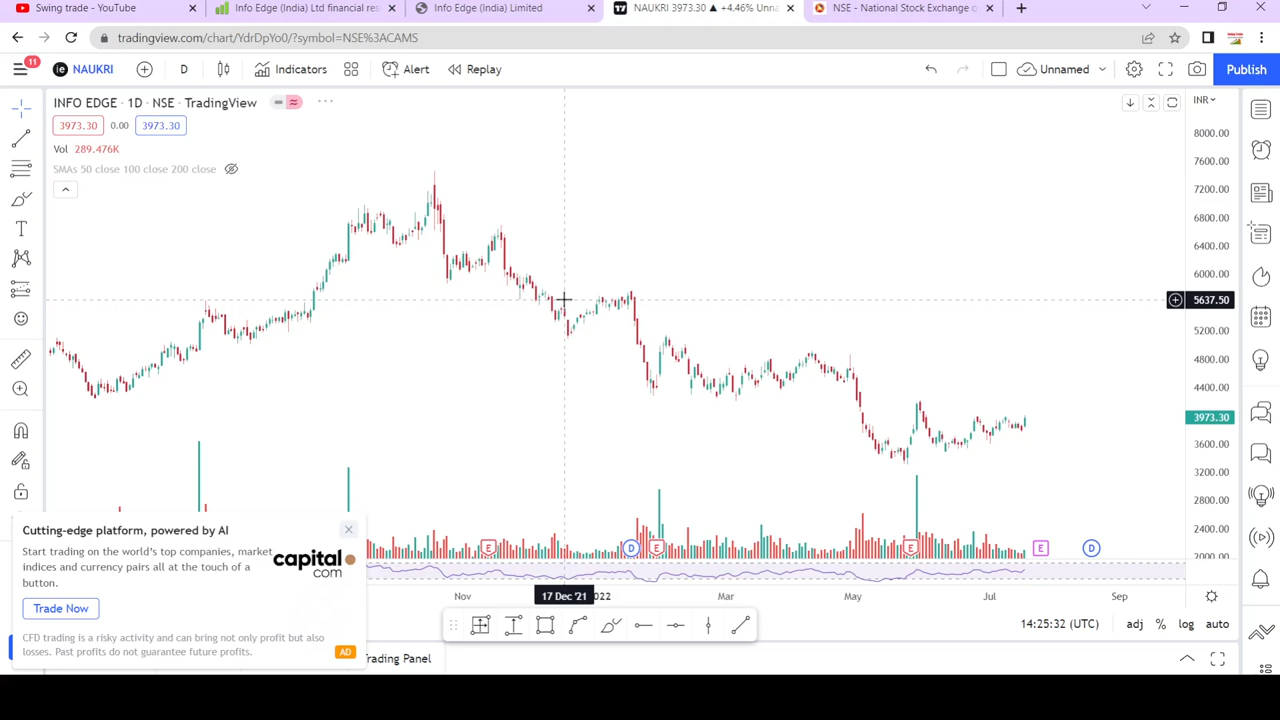 Swing trade - YouTube
Info Edge (India) Ltd financial res
Info Edge (India) Limited
NAUKRI 3973.30 ▲ +4.46% Unna
NSE - National Stock Exchange o
tradingview.com/chart/YdrDpYo0/?symbol=NSE%3ACAMS
11
ie NAUKRI
D
Indicators
Alert
Replay
Unnamed
Publish
INFO EDGE · 1D · NSE · TradingView
INR
3973.30 0.00 3973.30
Vol 289.476K
SMAs 50 close 100 close 200 close
8000.00
7600.00
7200.00
6800.00
6400.00
6000.00
5637.50
5200.00
4800.00
4400.00
3973.30
3600.00
3200.00
2800.00
2400.00
2000.00
Cutting-edge platform, powered by AI
Start trading on the world's top companies, market
indices and currency pairs all at the touch of a
button.
capital
com
Trade Now
CFD trading is a risky activity and can bring not only profit but also
losses. Past profits do not guarantee future profits.
AD
E D E E E D
Nov 17 Dec '21 2022 Mar May Jul Sep
14:25:32 (UTC) adj % log auto
rading Panel